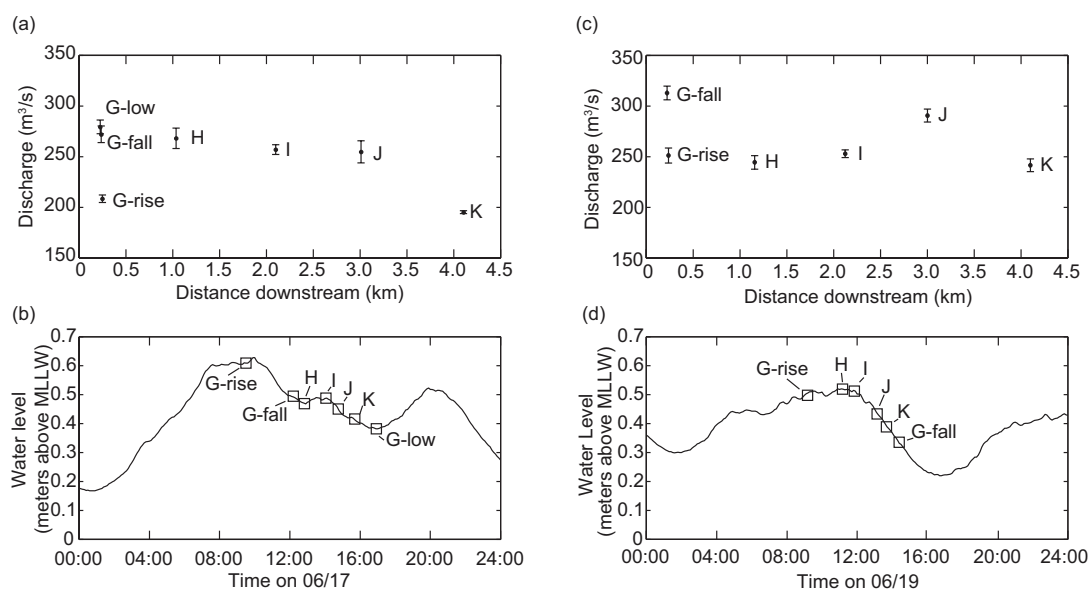 (a)
350
300
250
200
150
Discharge (m³/s)
G-low
G-fall
G-rise
H
I
J
K
0 0.5 1.0 1.5 2.0 2.5 3.0 3.5 4.0 4.5
Distance downstream (km)
(c)
350
300
250
200
150
Discharge (m³/s)
G-fall
G-rise
H
I
J
K
0 0.5 1.0 1.5 2.0 2.5 3.0 3.5 4.0 4.5
Distance downstream (km)
(b)
0.7
0.6
0.5
0.4
0.3
0.2
0.1
0
Water level
(meters above MLLW)
G-rise
G-fall
H
I
J
K
G-low
00:00 04:00 08:00 12:00 16:00 20:00 24:00
Time on 06/17
(d)
0.7
0.6
0.5
0.4
0.3
0.2
0.1
0
Water Level
(meters above MLLW)
G-rise
H
I
J
K
G-fall
00:00 04:00 08:00 12:00 16:00 20:00 24:00
Time on 06/19